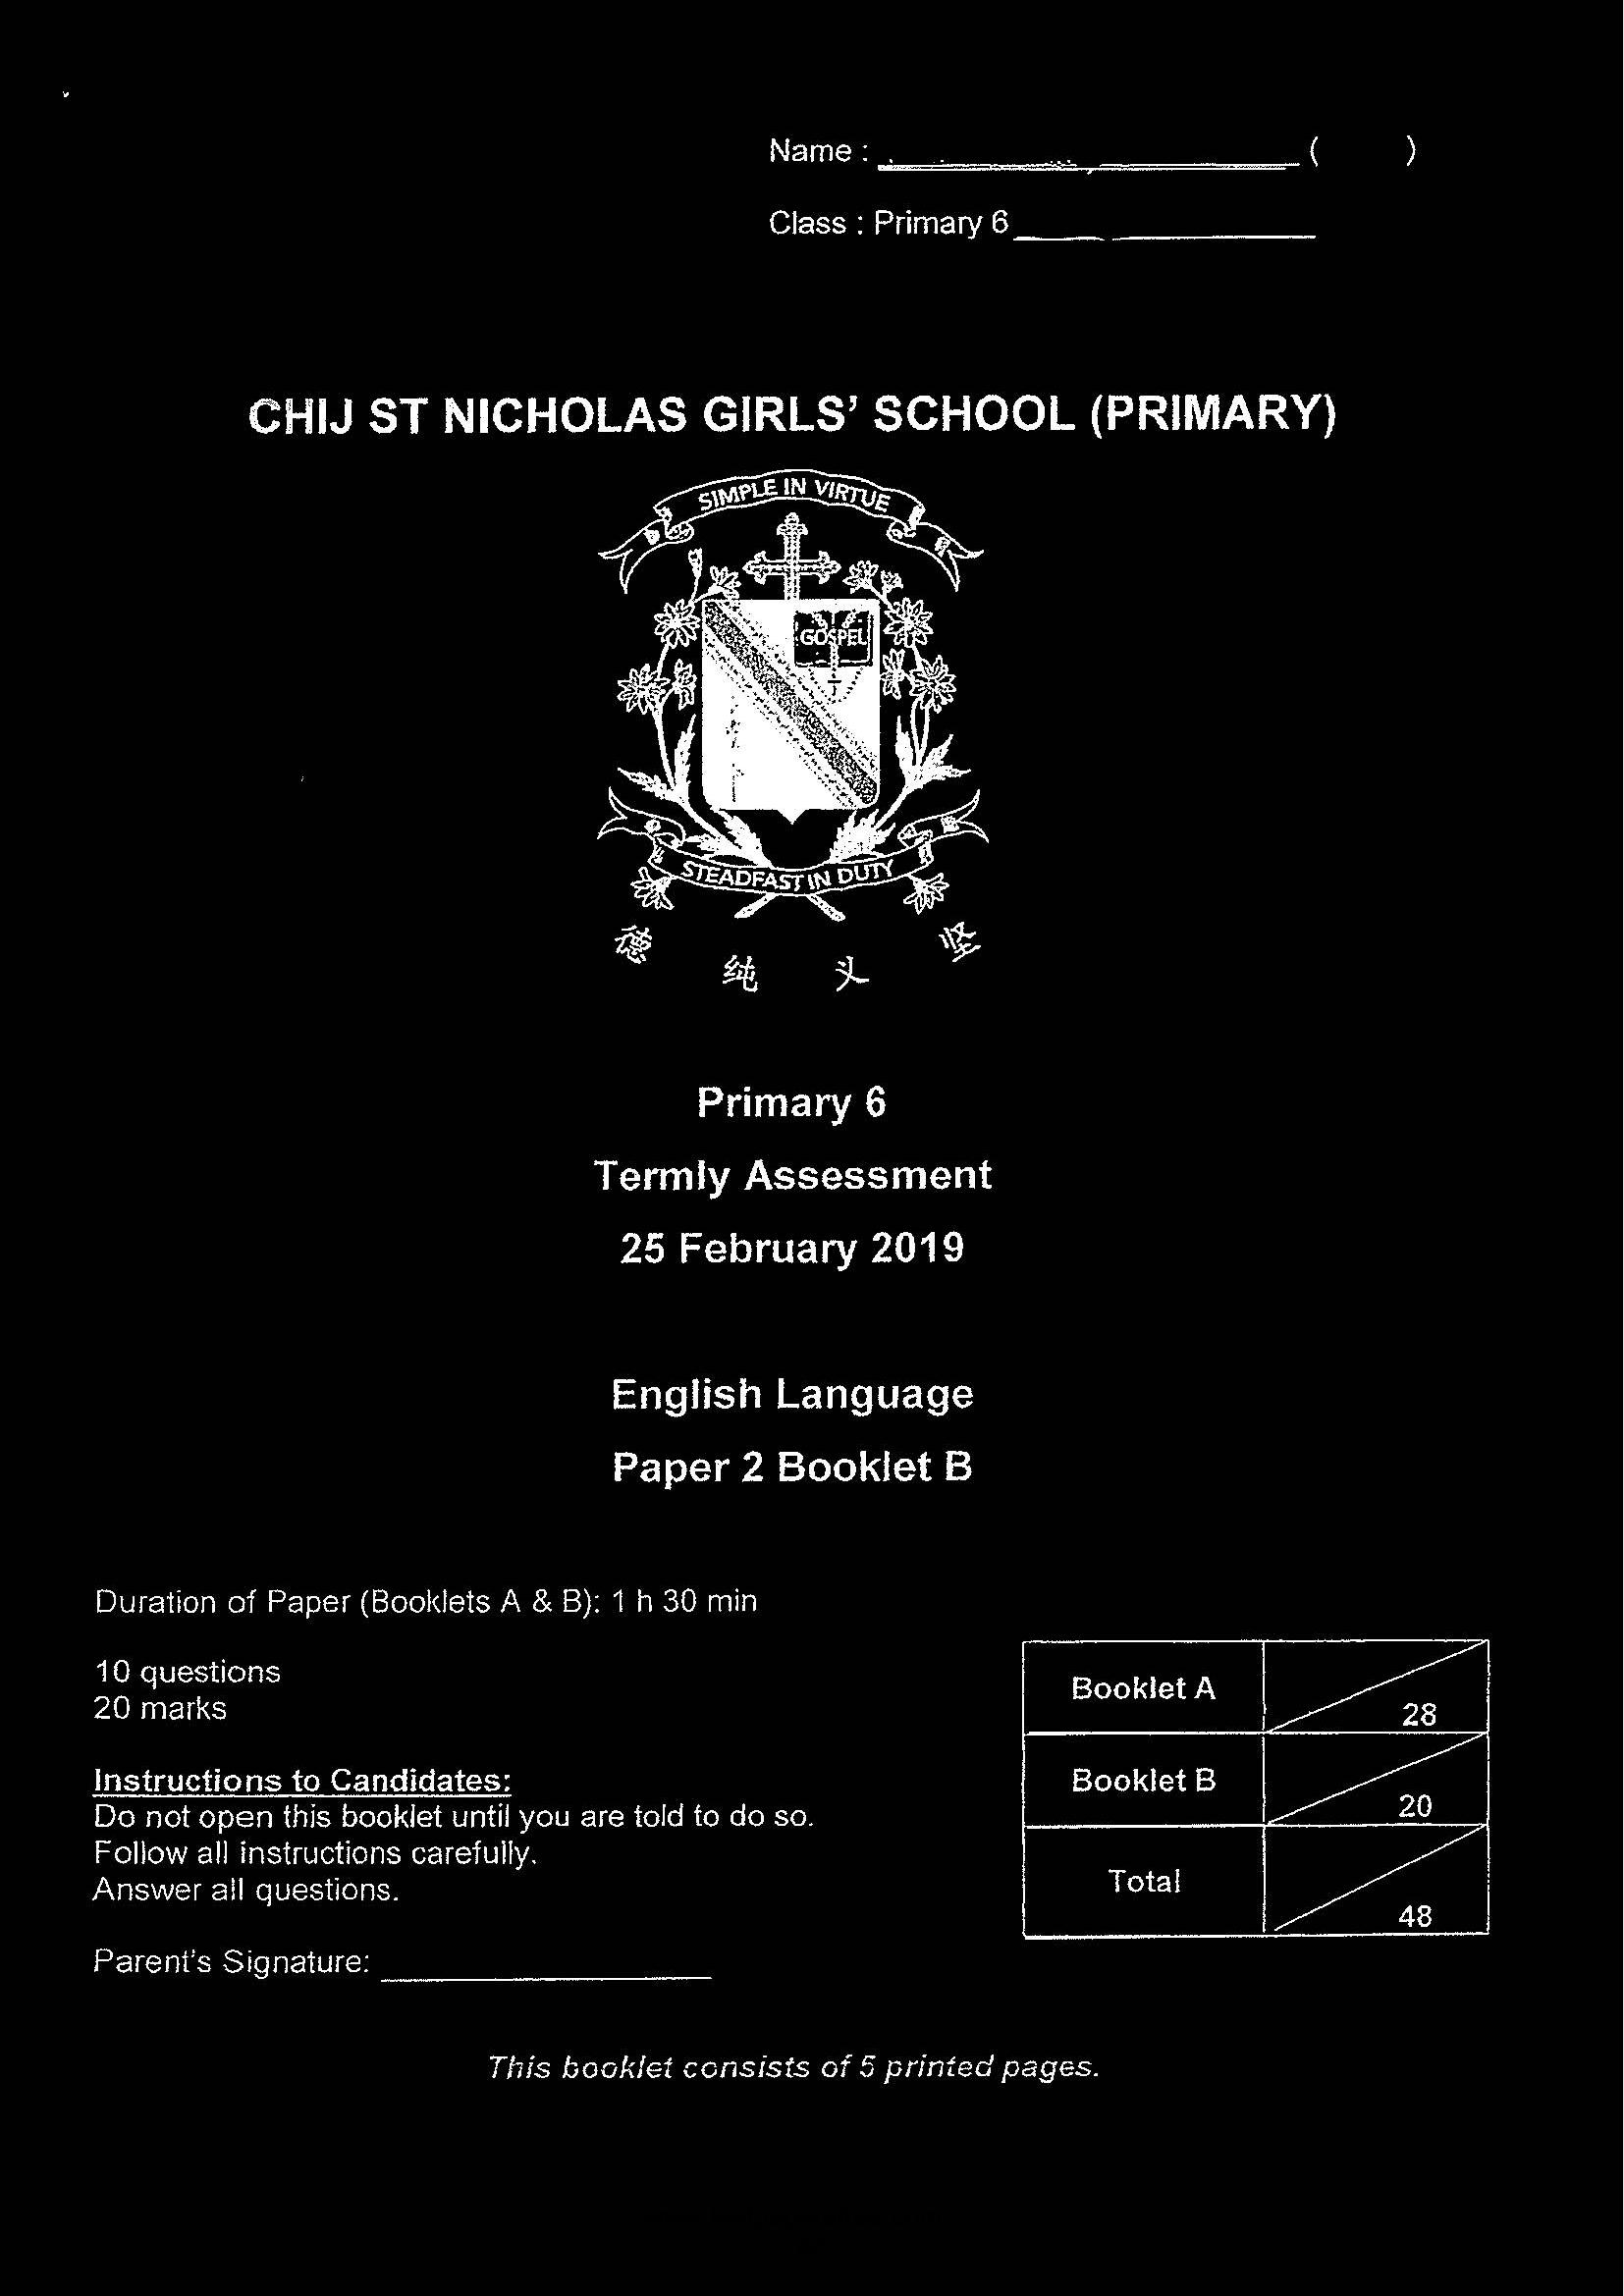 Name : ( )
Class : Primary 6
CHIJ ST NICHOLAS GIRLS' SCHOOL (PRIMARY)
SIMPLE IN VIRTUE
GOSPEL
STEADFAST IN DUTY
德 纯 义 坚
Primary 6
Termly Assessment
25 February 2019
English Language
Paper 2 Booklet B
Duration of Paper (Booklets A & B): 1 h 30 min
10 questions
20 marks
Instructions to Candidates:
Do not open this booklet until you are told to do so.
Follow all instructions carefully.
Answer all questions.
Parent's Signature:
Booklet A 28
Booklet B 20
Total 48
This booklet consists of 5 printed pages.